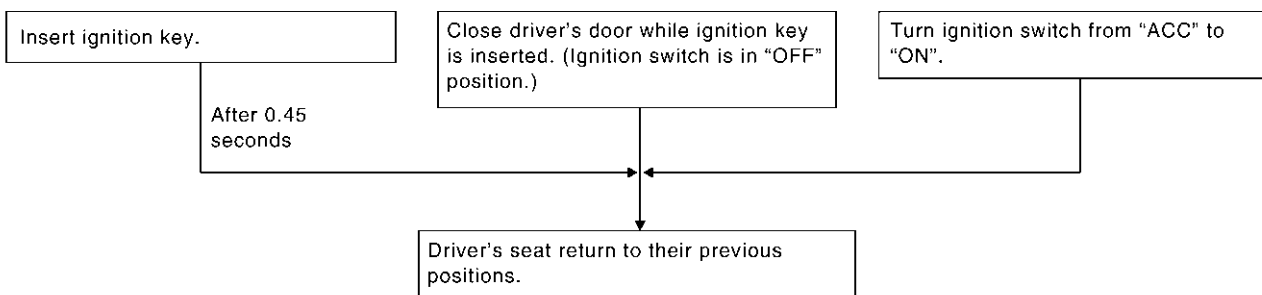 Insert ignition key.
Close driver's door while ignition key
is inserted. (Ignition switch is in “OFF”
position.)
Turn ignition switch from “ACC” to
“ON”.
After 0.45
seconds
Driver's seat return to their previous
positions.